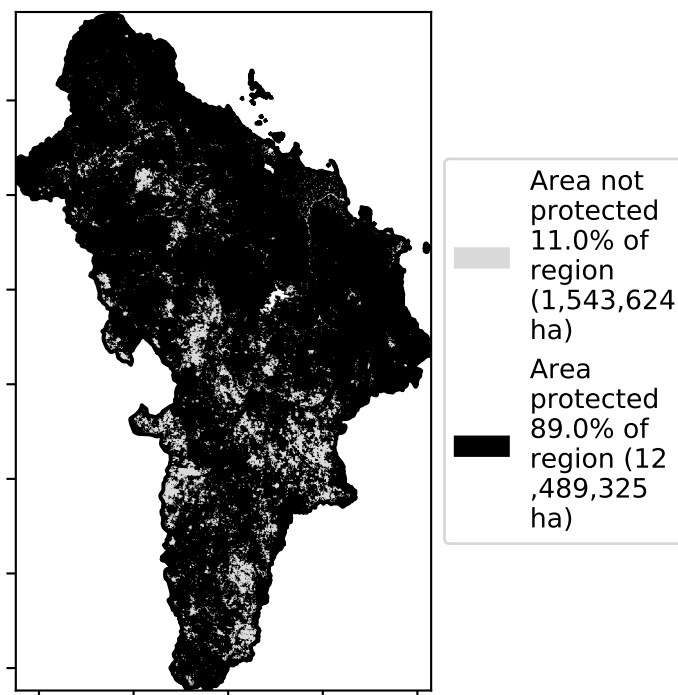 Area not
protected
11.0% of
region
(1,543,624
ha)
Area
protected
89.0% of
region (12
,489,325
ha)